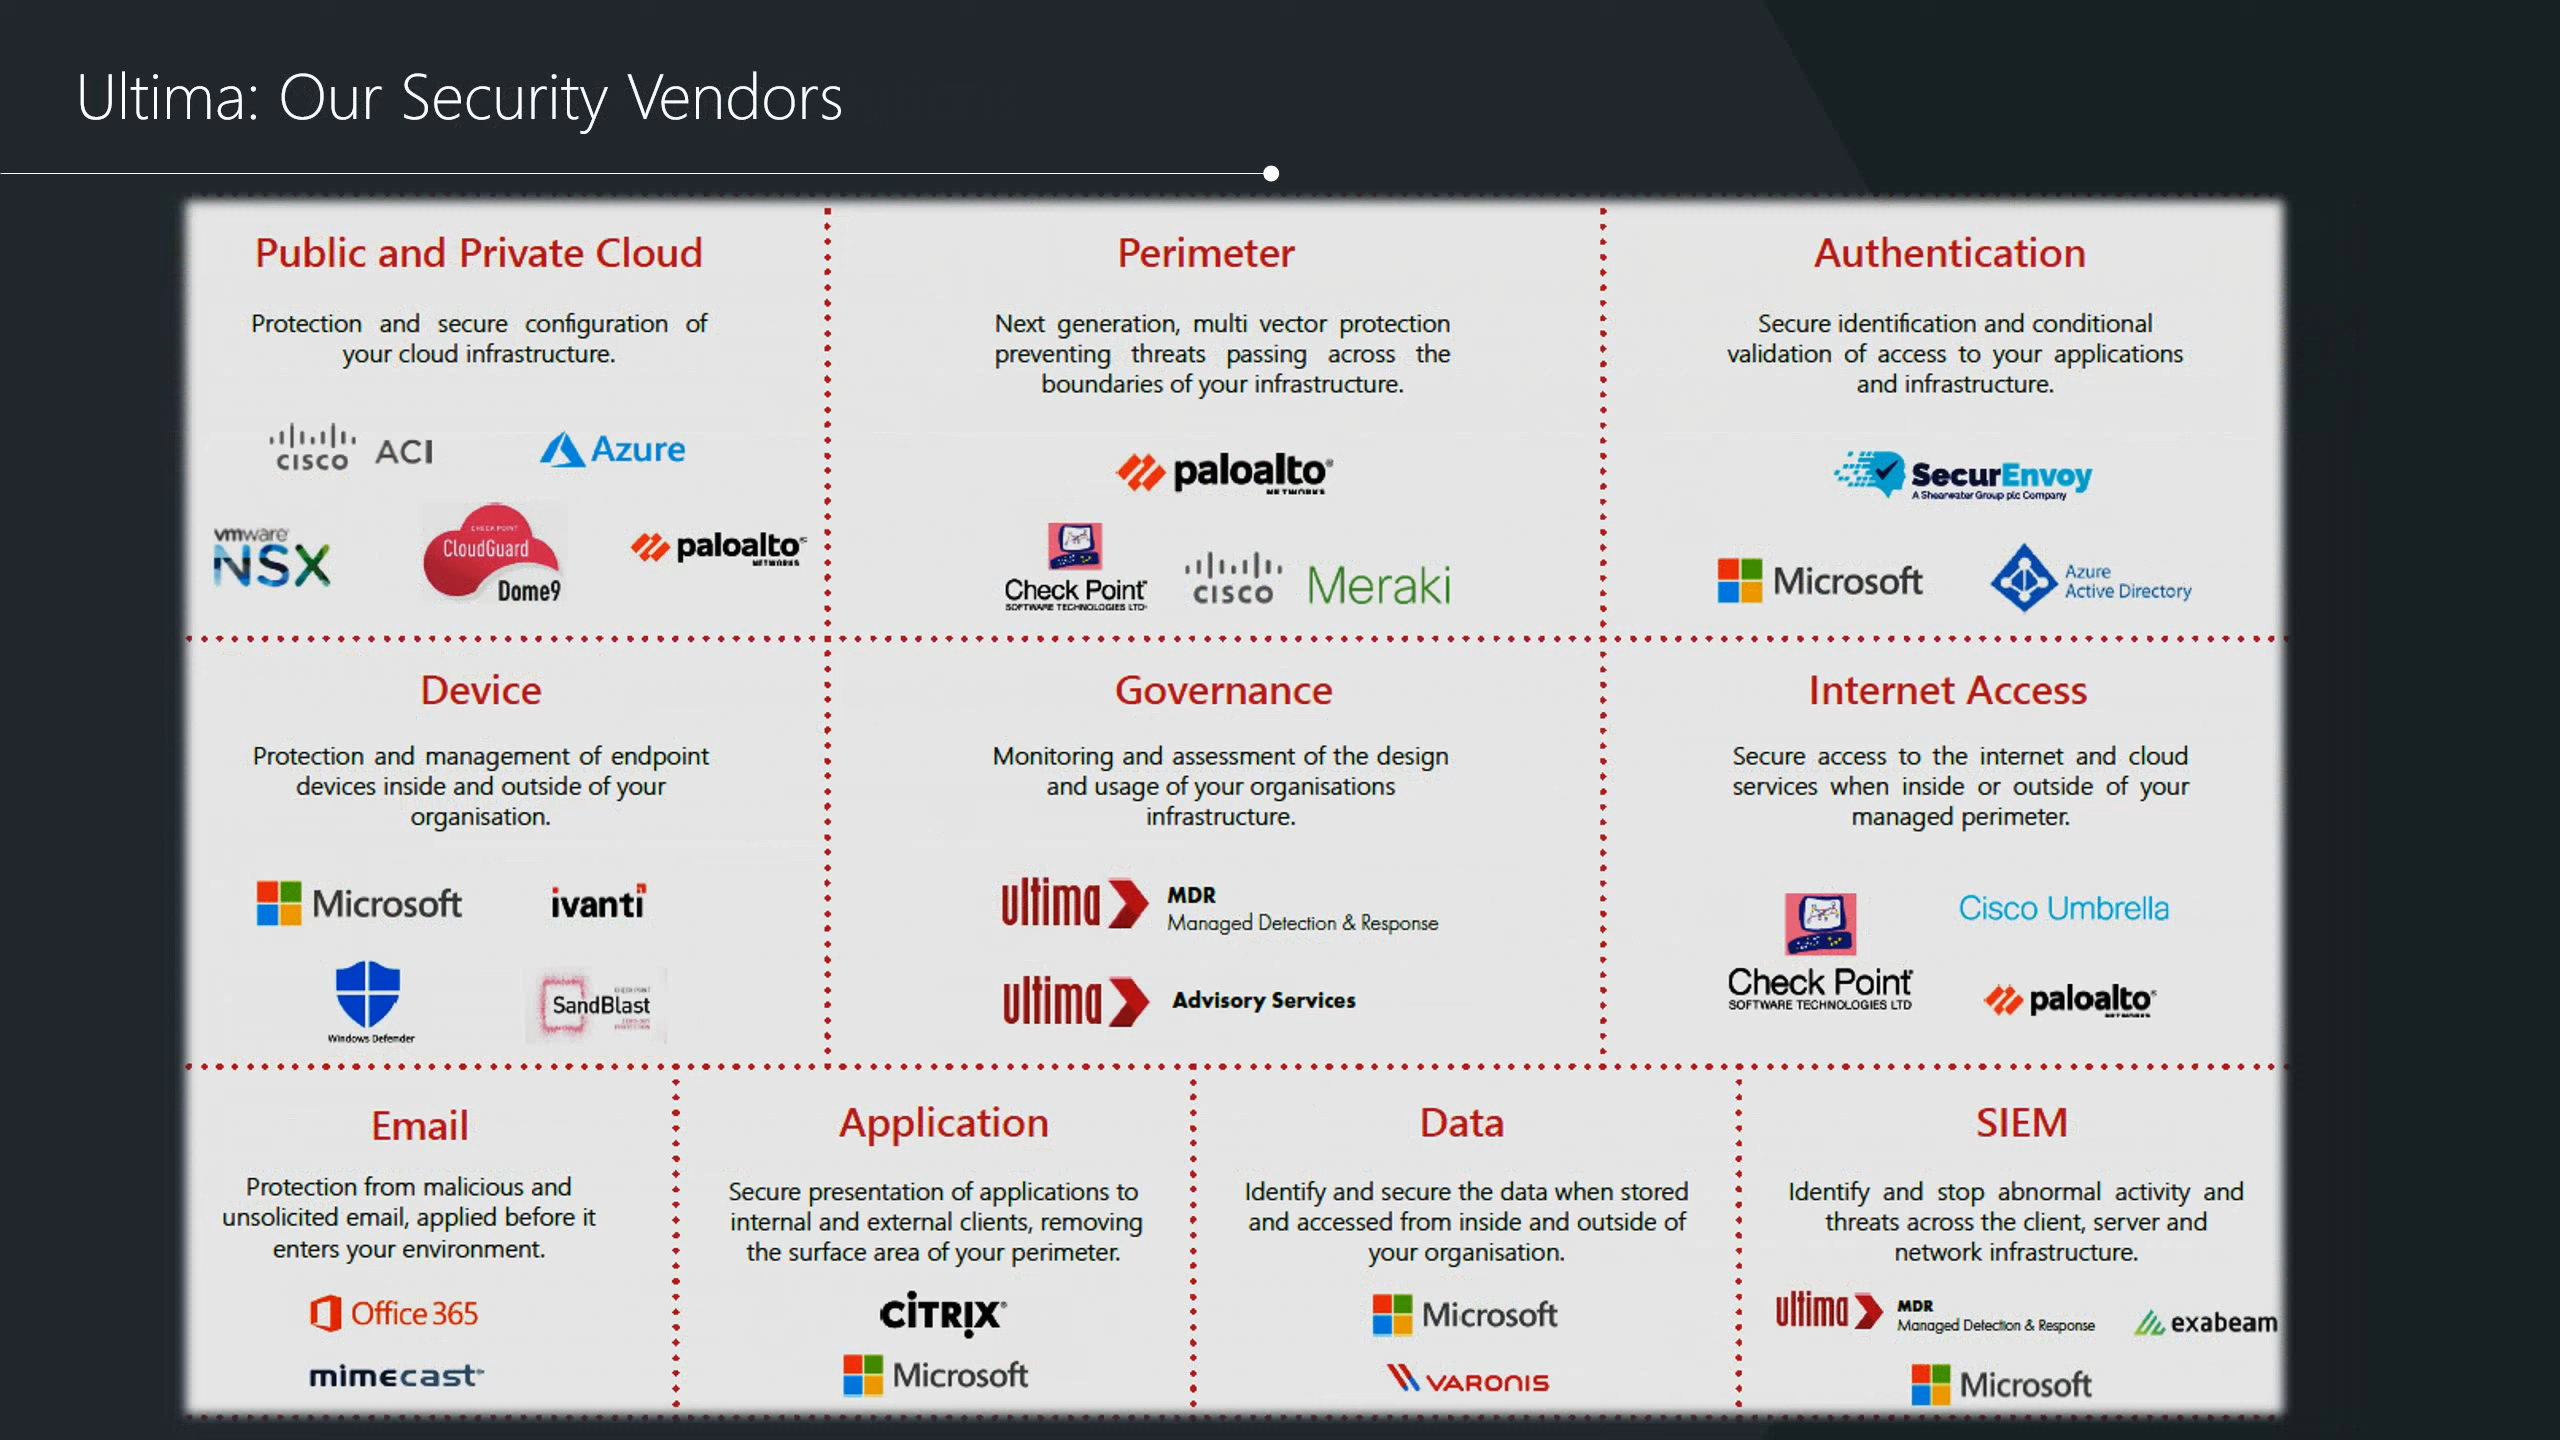 Ultima: Our Security Vendors
Public and Private Cloud
Protection and secure configuration of
your cloud infrastructure.
CISCO ACI
Azure
vmware
NSX
CHECK POINT
CloudGuard
Dome9
paloalto
NETWORKS
Perimeter
Next generation, multi vector protection
preventing threats passing across the
boundaries of your infrastructure.
paloalto
NETWORKS
Check Point
SOFTWARE TECHNOLOGIES LTD
CISCO Meraki
Authentication
Secure identification and conditional
validation of access to your applications
and infrastructure.
SecurEnvoy
A Shearwater Group plc Company
Microsoft
Azure
Active Directory
Device
Protection and management of endpoint
devices inside and outside of your
organisation.
Microsoft
ivanti
Windows Defender
CHECK POINT
SandBlast
Governance
Monitoring and assessment of the design
and usage of your organisations
infrastructure.
ultima MDR
Managed Detection & Response
ultima Advisory Services
Internet Access
Secure access to the internet and cloud
services when inside or outside of your
managed perimeter.
Check Point
SOFTWARE TECHNOLOGIES LTD
Cisco Umbrella
paloalto
NETWORKS
Email
Protection from malicious and
unsolicited email, applied before it
enters your environment.
Office 365
mimecast
Application
Secure presentation of applications to
internal and external clients, removing
the surface area of your perimeter.
CITRIX
Microsoft
Data
Identify and secure the data when stored
and accessed from inside and outside of
your organisation.
Microsoft
VARONIS
SIEM
Identify and stop abnormal activity and
threats across the client, server and
network infrastructure.
ultima MDR
Managed Detection & Response
exabeam
Microsoft